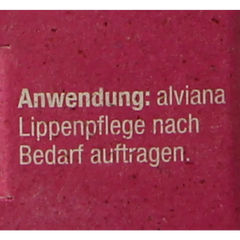 Anwendung: alviana
Lippenpflege nach
Bedarf auftragen.